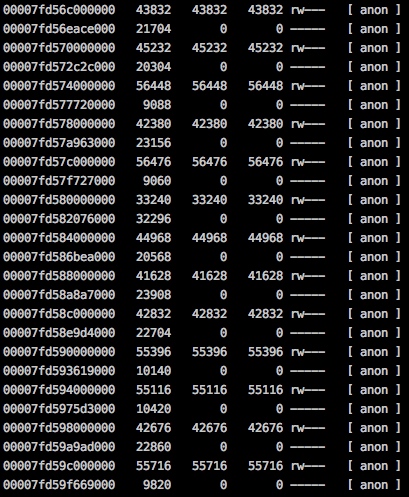 00007fd56c000000 43832 43832 43832 rw--- [ anon ]
00007fd56eace000 21704 0 0 ----- [ anon ]
00007fd570000000 45232 45232 45232 rw--- [ anon ]
00007fd572c2c000 20304 0 0 ----- [ anon ]
00007fd574000000 56448 56448 56448 rw--- [ anon ]
00007fd577720000 9088 0 0 ----- [ anon ]
00007fd578000000 42380 42380 42380 rw--- [ anon ]
00007fd57a963000 23156 0 0 ----- [ anon ]
00007fd57c000000 56476 56476 56476 rw--- [ anon ]
00007fd57f727000 9060 0 0 ----- [ anon ]
00007fd580000000 33240 33240 33240 rw--- [ anon ]
00007fd582076000 32296 0 0 ----- [ anon ]
00007fd584000000 44968 44968 44968 rw--- [ anon ]
00007fd586bea000 20568 0 0 ----- [ anon ]
00007fd588000000 41628 41628 41628 rw--- [ anon ]
00007fd58a8a7000 23908 0 0 ----- [ anon ]
00007fd58c000000 42832 42832 42832 rw--- [ anon ]
00007fd58e9d4000 22704 0 0 ----- [ anon ]
00007fd590000000 55396 55396 55396 rw--- [ anon ]
00007fd593619000 10140 0 0 ----- [ anon ]
00007fd594000000 55116 55116 55116 rw--- [ anon ]
00007fd5975d3000 10420 0 0 ----- [ anon ]
00007fd598000000 42676 42676 42676 rw--- [ anon ]
00007fd59a9ad000 22860 0 0 ----- [ anon ]
00007fd59c000000 55716 55716 55716 rw--- [ anon ]
00007fd59f669000 9820 0 0 ----- [ anon ]